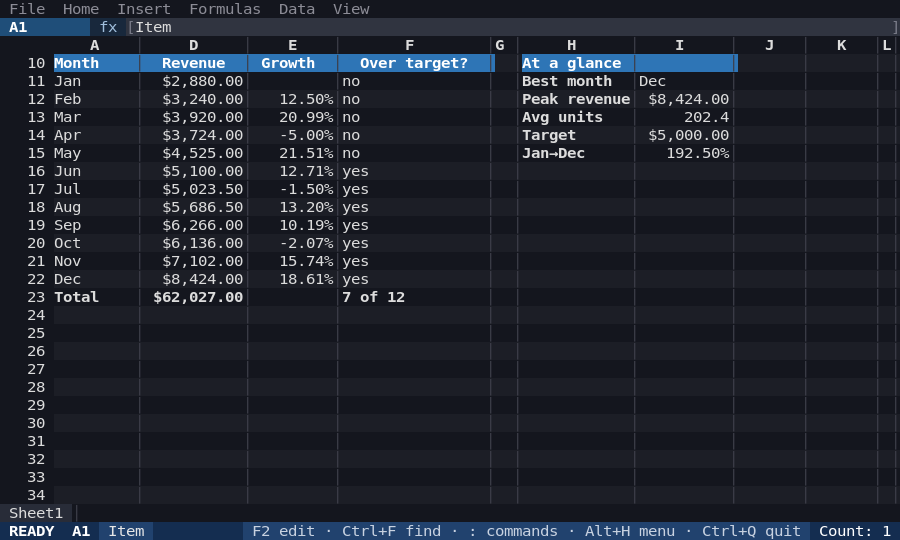 File Home Insert Formulas Data View
A1 fx [Item ]
A D E F G H I J K L
10 Month Revenue Growth Over target? At a glance
11 Jan $2,880.00 no Best month Dec
12 Feb $3,240.00 12.50% no Peak revenue $8,424.00
13 Mar $3,920.00 20.99% no Avg units 202.4
14 Apr $3,724.00 -5.00% no Target $5,000.00
15 May $4,525.00 21.51% no Jan→Dec 192.50%
16 Jun $5,100.00 12.71% yes
17 Jul $5,023.50 -1.50% yes
18 Aug $5,686.50 13.20% yes
19 Sep $6,266.00 10.19% yes
20 Oct $6,136.00 -2.07% yes
21 Nov $7,102.00 15.74% yes
22 Dec $8,424.00 18.61% yes
23 Total $62,027.00 7 of 12
24
25
26
27
28
29
30
31
32
33
34
Sheet1
READY A1 Item F2 edit · Ctrl+F find · : commands · Alt+H menu · Ctrl+Q quit Count: 1